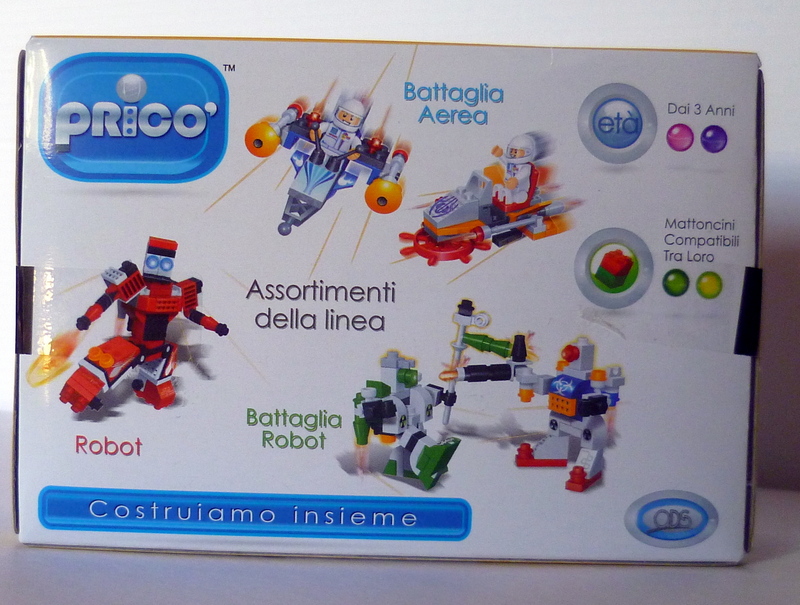 PRICO'
TM
Battaglia
Aerea
età
Dai 3 Anni
Mattoncini
Compatibili
Tra Loro
Assortimenti
della linea
Robot
Battaglia
Robot
Costruiamo insieme
ODS